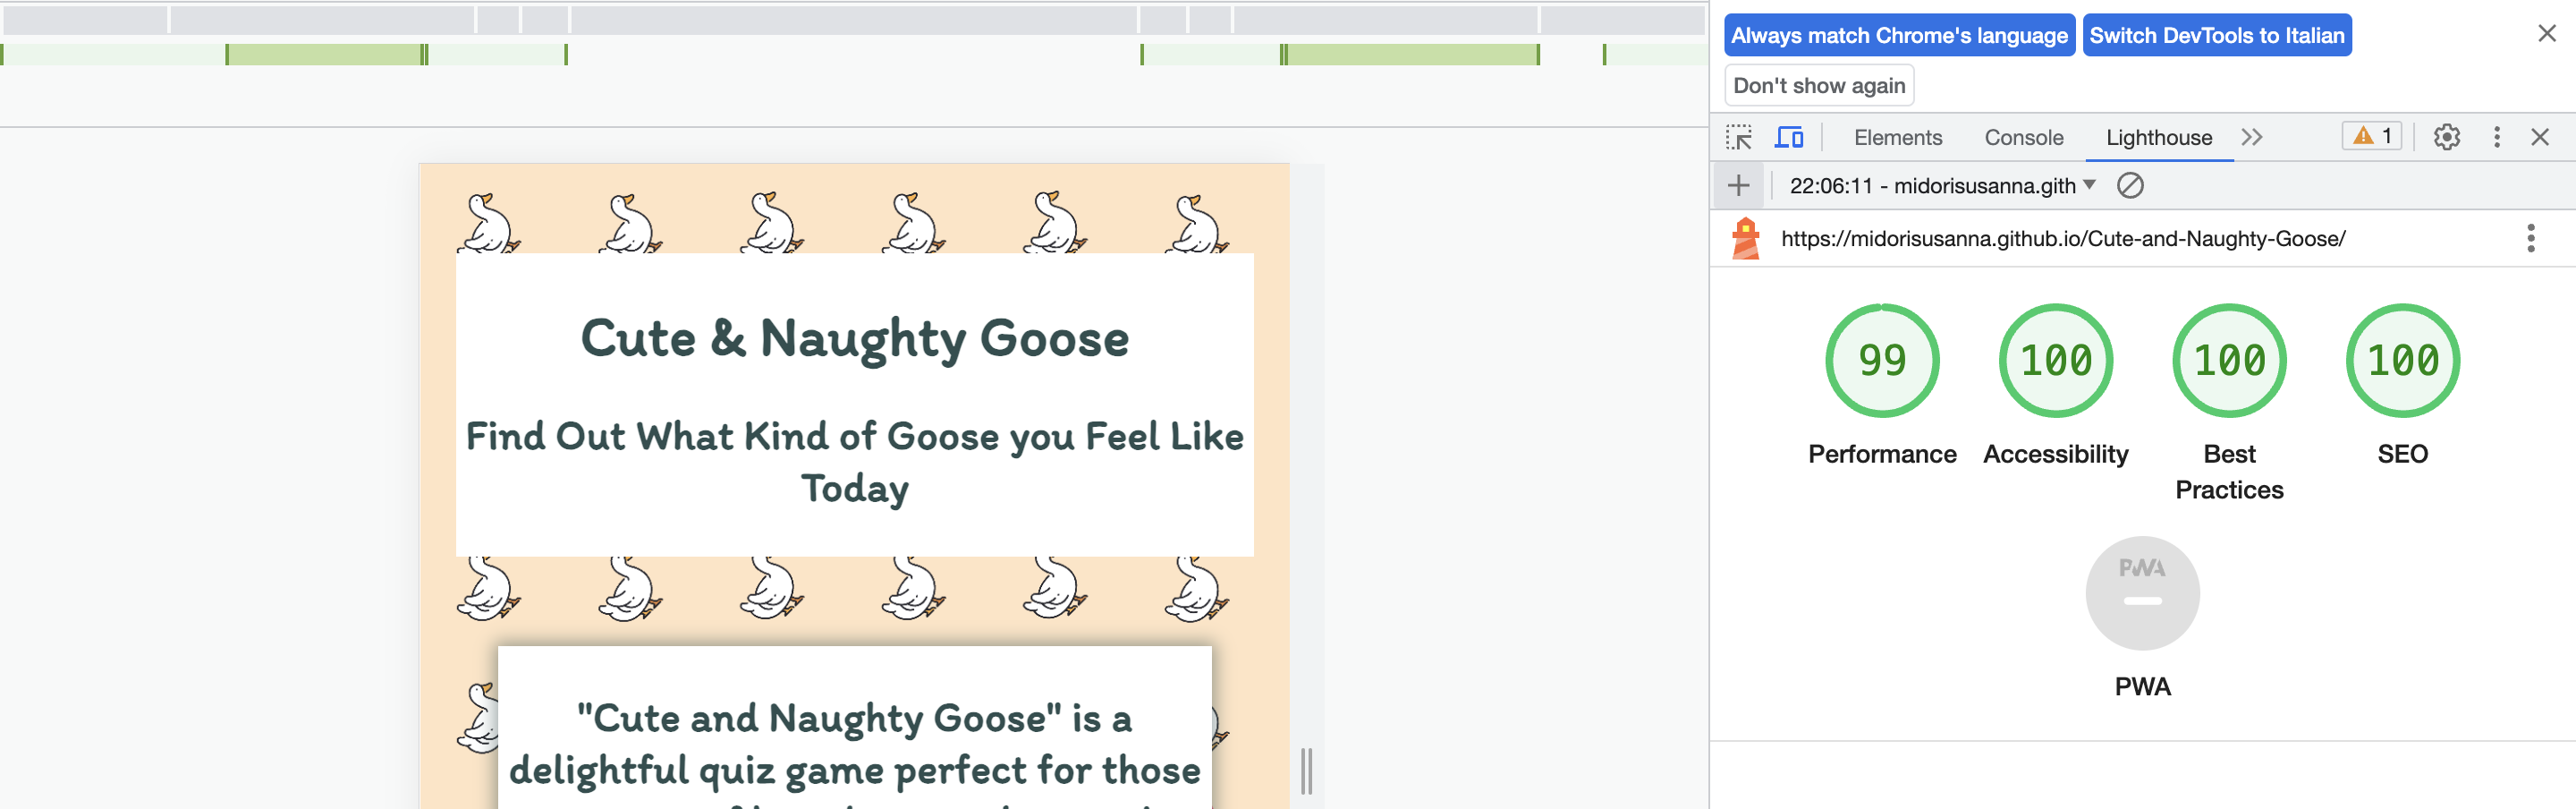 Always match Chrome's language
Switch DevTools to Italian
Don't show again
Elements
Console
Lighthouse
1
22:06:11 - midorisusanna.gith
https://midorisusanna.github.io/Cute-and-Naughty-Goose/
99
100
100
100
Performance
Accessibility
Best
Practices
SEO
PWA
PWA
Cute & Naughty Goose
Find Out What Kind of Goose you Feel Like
Today
"Cute and Naughty Goose" is a
delightful quiz game perfect for those